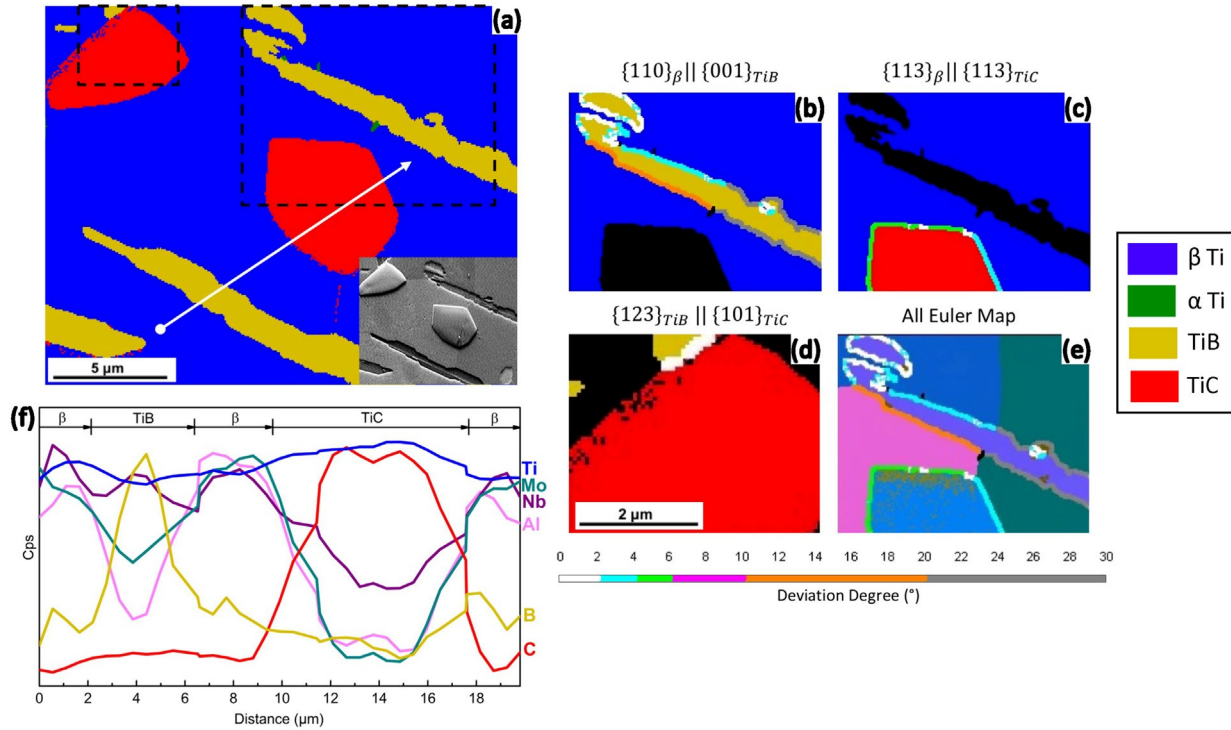 (a)
5 μm
{110}β || {001}TiB
(b)
{113}β || {113}TiC
(c)
{123}TiB || {101}TiC
(d)
2 μm
All Euler Map
(e)
β Ti
α Ti
TiB
TiC
0 2 4 6 8 10 12 14 16 18 20 22 23 26 28 30
Deviation Degree (°)
(f)
β TiB β TiC β
Ti
Mo
Nb
Al
B
C
Cps
0 2 4 6 8 10 12 14 16 18
Distance (μm)